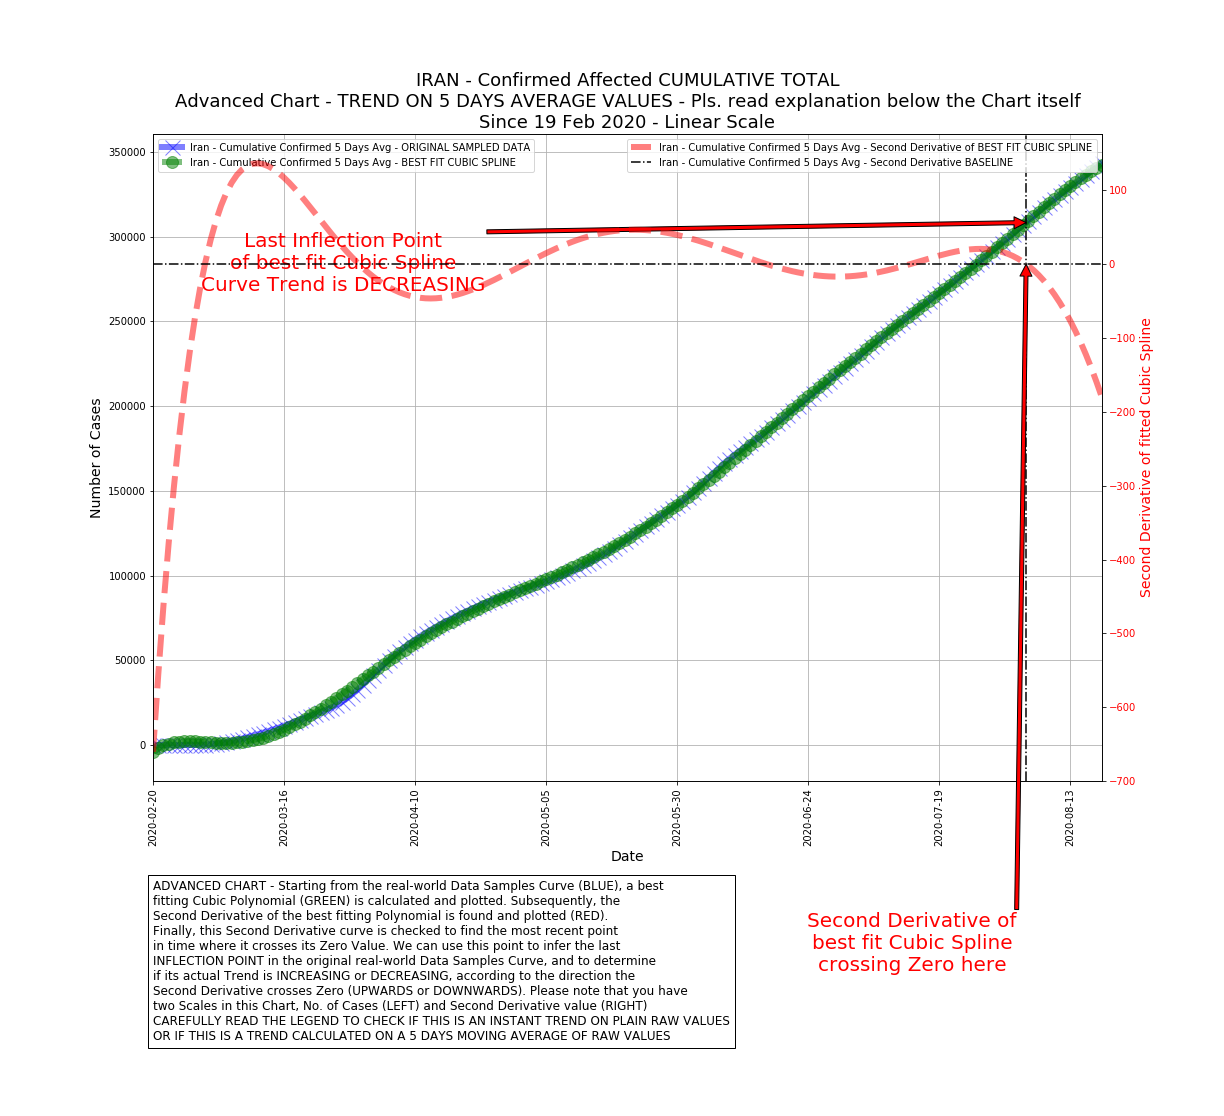 IRAN - Confirmed Affected CUMULATIVE TOTAL
Advanced Chart - TREND ON 5 DAYS AVERAGE VALUES - Pls. read explanation below the Chart itself
Since 19 Feb 2020 - Linear Scale
Iran - Cumulative Confirmed 5 Days Avg - ORIGINAL SAMPLED DATA
Iran - Cumulative Confirmed 5 Days Avg - BEST FIT CUBIC SPLINE
Iran - Cumulative Confirmed 5 Days Avg - Second Derivative of BEST FIT CUBIC SPLINE
Iran - Cumulative Confirmed 5 Days Avg - Second Derivative BASELINE
Last Inflection Point
of best fit Cubic Spline
Curve Trend is DECREASING
Number of Cases
350000
300000
250000
200000
150000
100000
50000
0
100
0
−100
−200
−300
−400
−500
−600
−700
Second Derivative of fitted Cubic Spline
2020-02-20
2020-03-16
2020-04-10
2020-05-05
2020-05-30
2020-06-24
2020-07-19
2020-08-13
Date
ADVANCED CHART - Starting from the real-world Data Samples Curve (BLUE), a best
fitting Cubic Polynomial (GREEN) is calculated and plotted. Subsequently, the
Second Derivative of the best fitting Polynomial is found and plotted (RED).
Finally, this Second Derivative curve is checked to find the most recent point
in time where it crosses its Zero Value. We can use this point to infer the last
INFLECTION POINT in the original real-world Data Samples Curve, and to determine
if its actual Trend is INCREASING or DECREASING, according to the direction the
Second Derivative crosses Zero (UPWARDS or DOWNWARDS). Please note that you have
two Scales in this Chart, No. of Cases (LEFT) and Second Derivative value (RIGHT)
CAREFULLY READ THE LEGEND TO CHECK IF THIS IS AN INSTANT TREND ON PLAIN RAW VALUES
OR IF THIS IS A TREND CALCULATED ON A 5 DAYS MOVING AVERAGE OF RAW VALUES
Second Derivative of
best fit Cubic Spline
crossing Zero here